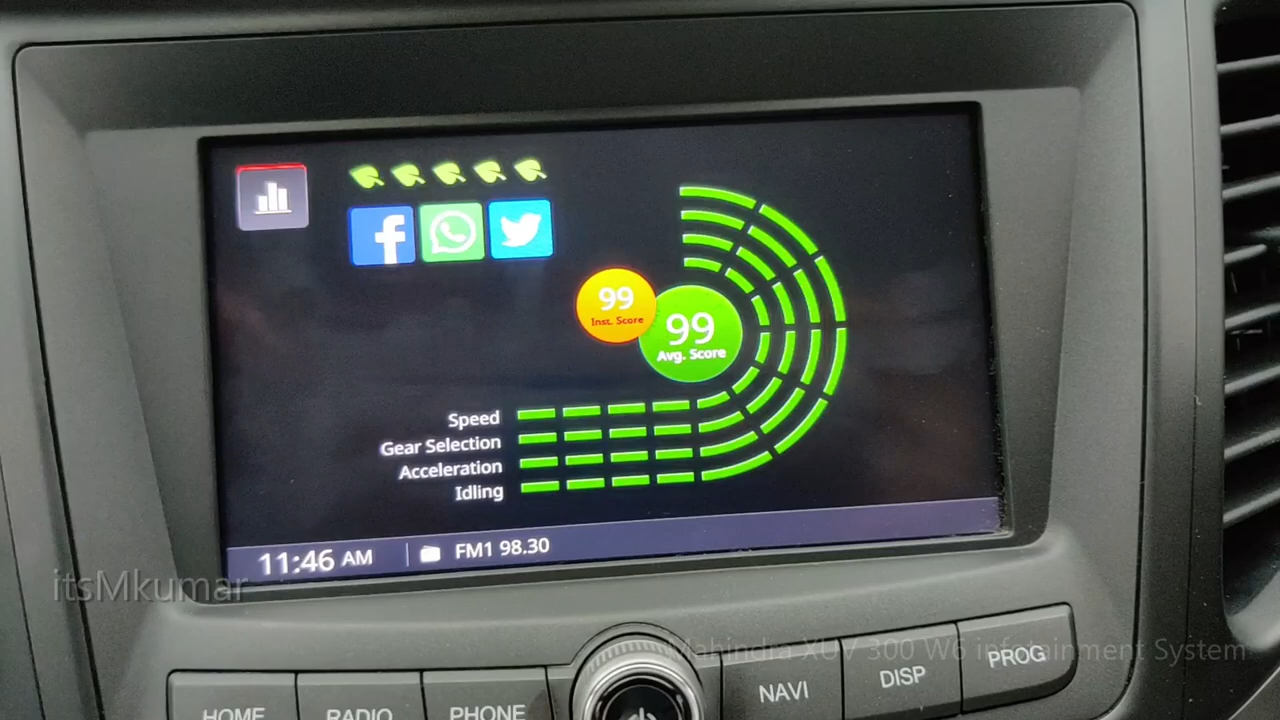 99
Inst. Score
99
Avg. Score
Speed
Gear Selection
Acceleration
Idling
11:46 AM
FM1 98.30
itsMkumar
Mahindra XUV 300 W6 infotainment System
HOME
RADIO
PHONE
NAVI
DISP
PROG